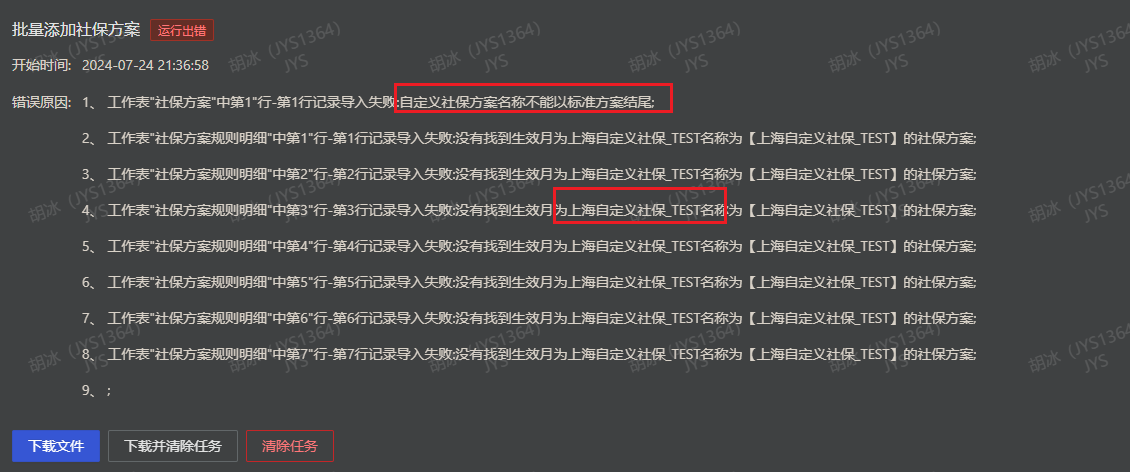 批量添加社保方案 运行出错
开始时间: 2024-07-24 21:36:58
错误原因: 1、 工作表"社保方案"中第1"行-第1行记录导入失败:自定义社保方案名称不能以标准方案结尾;
2、 工作表"社保方案规则明细"中第1"行-第1行记录导入失败:没有找到生效月为上海自定义社保_TEST名称为【上海自定义社保_TEST】的社保方案;
3、 工作表"社保方案规则明细"中第2"行-第2行记录导入失败:没有找到生效月为上海自定义社保_TEST名称为【上海自定义社保_TEST】的社保方案;
4、 工作表"社保方案规则明细"中第3"行-第3行记录导入失败:没有找到生效月为上海自定义社保_TEST名称为【上海自定义社保_TEST】的社保方案;
5、 工作表"社保方案规则明细"中第4"行-第4行记录导入失败:没有找到生效月为上海自定义社保_TEST名称为【上海自定义社保_TEST】的社保方案;
6、 工作表"社保方案规则明细"中第5"行-第5行记录导入失败:没有找到生效月为上海自定义社保_TEST名称为【上海自定义社保_TEST】的社保方案;
7、 工作表"社保方案规则明细"中第6"行-第6行记录导入失败:没有找到生效月为上海自定义社保_TEST名称为【上海自定义社保_TEST】的社保方案;
8、 工作表"社保方案规则明细"中第7"行-第7行记录导入失败:没有找到生效月为上海自定义社保_TEST名称为【上海自定义社保_TEST】的社保方案;
9、 ;
下载文件 下载并清除任务 清除任务
胡冰（JYS1364）
JYS